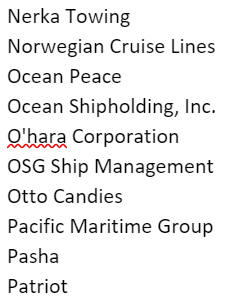 Nerka Towing
Norwegian Cruise Lines
Ocean Peace
Ocean Shipholding, Inc.
O'hara Corporation
OSG Ship Management
Otto Candies
Pacific Maritime Group
Pasha
Patriot